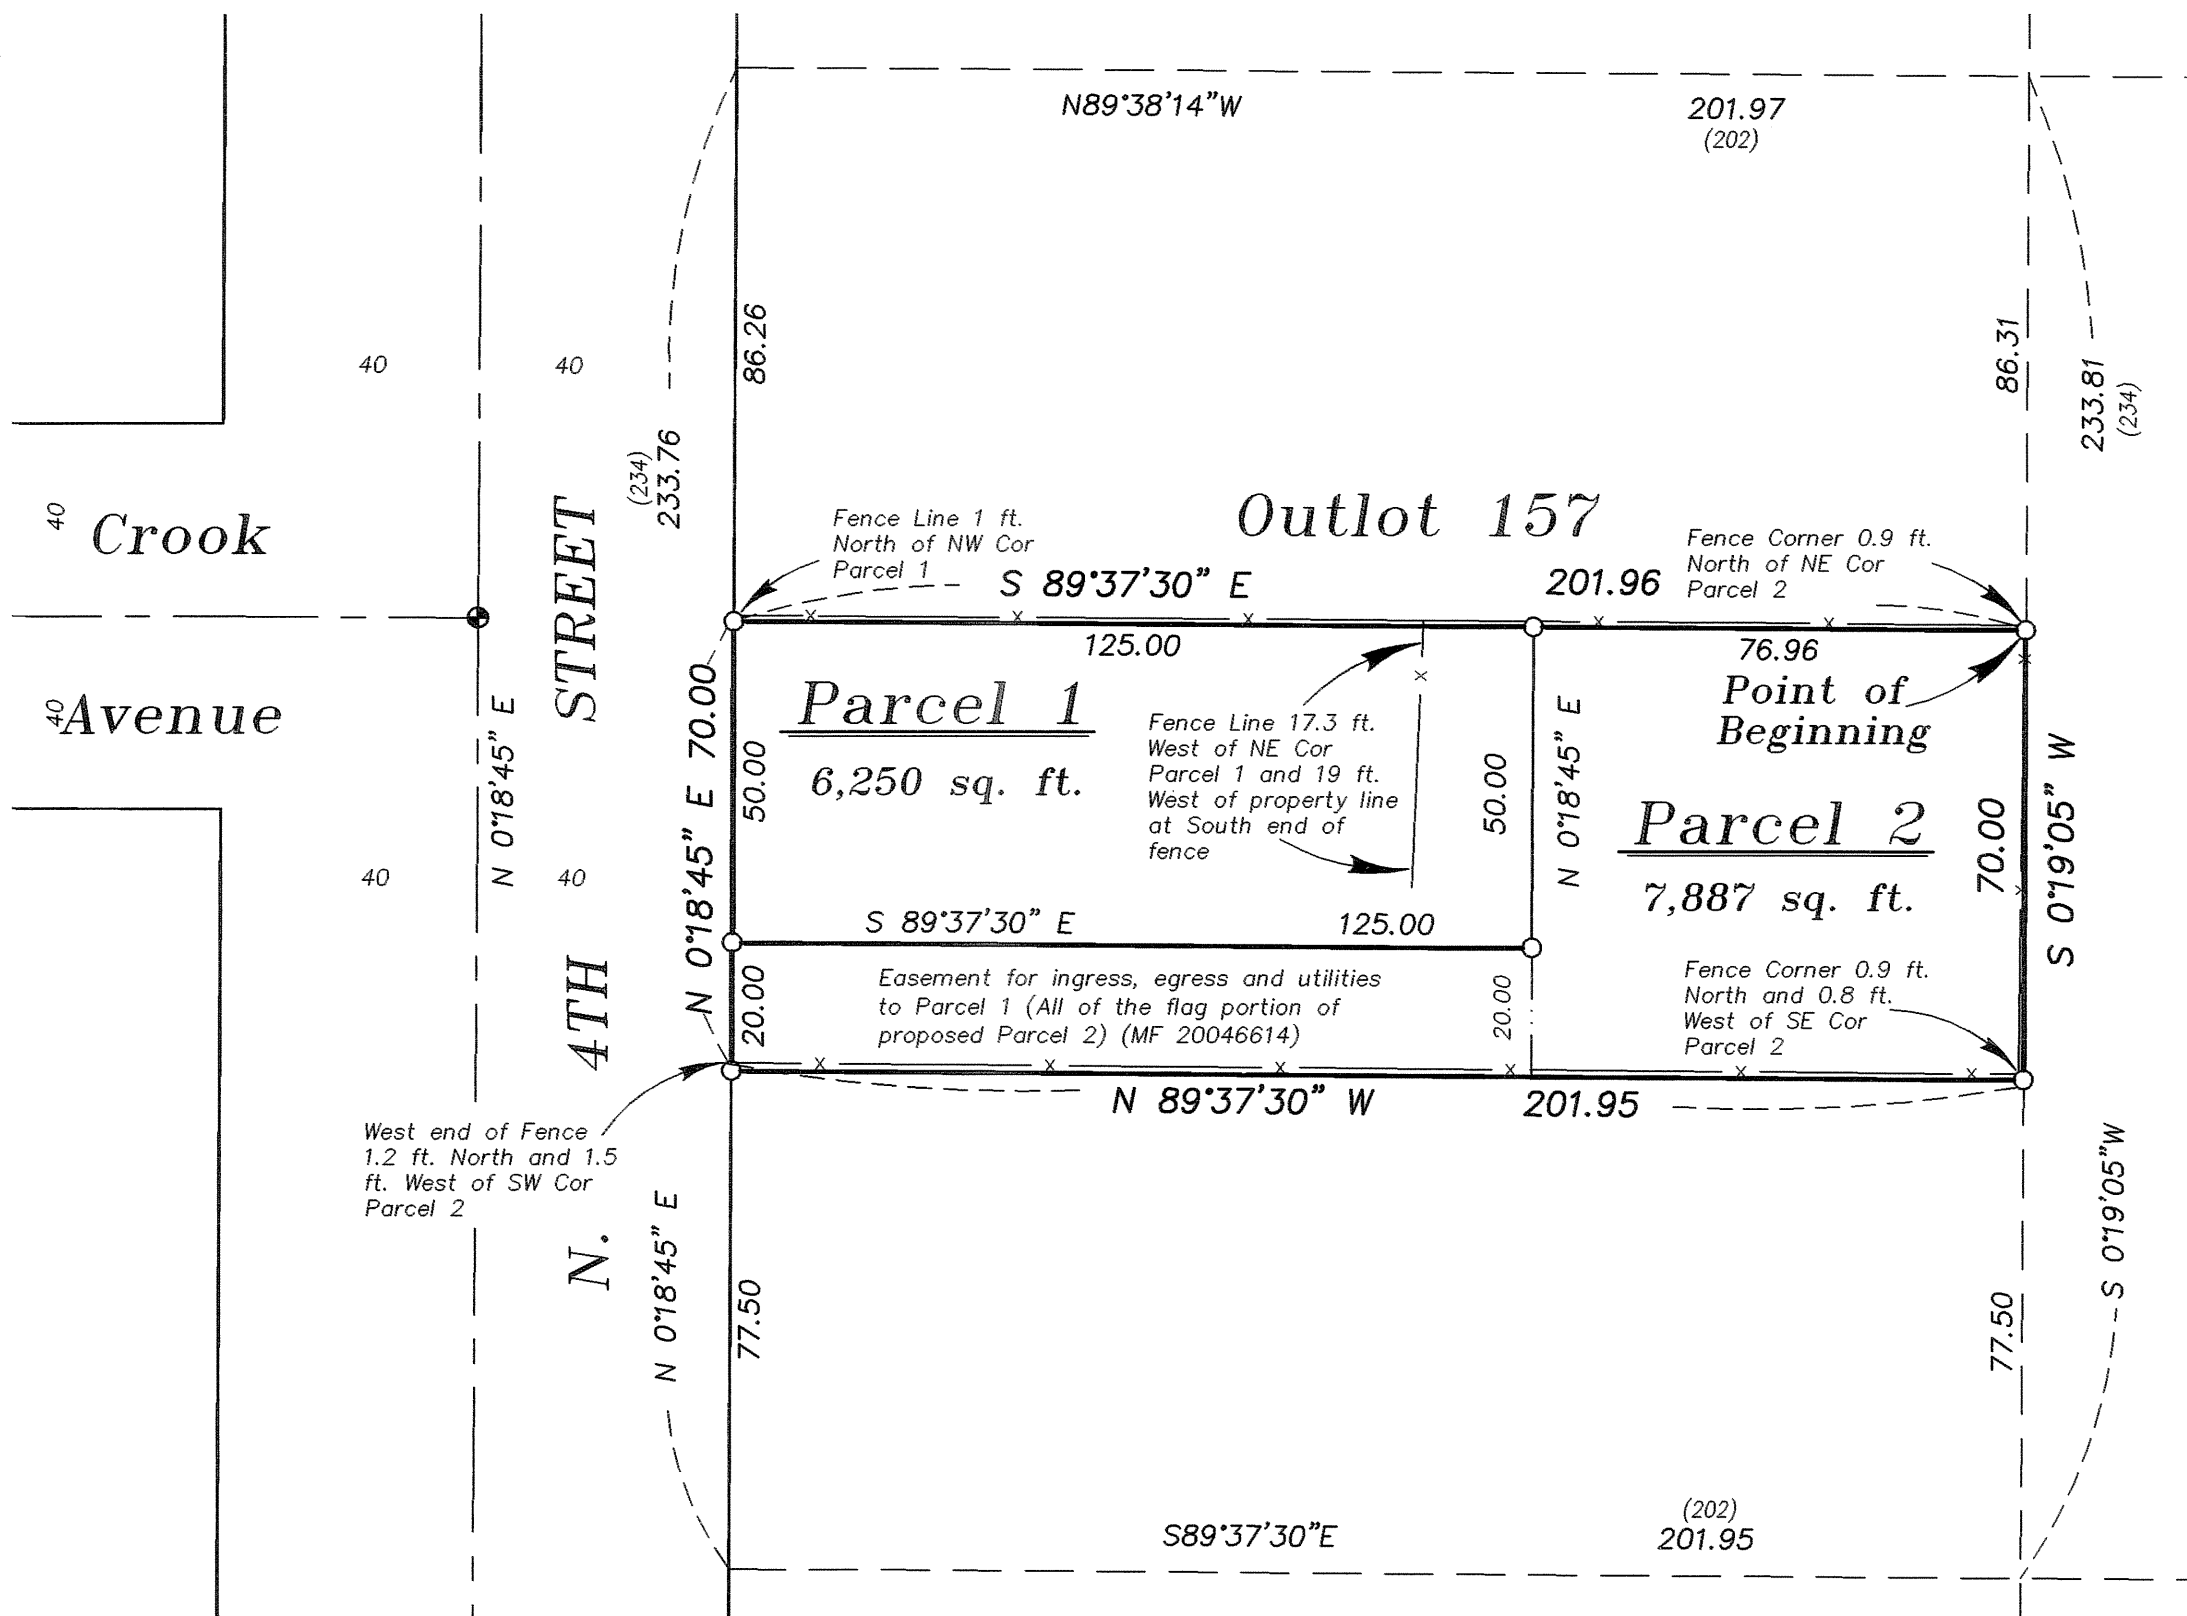 N89°38'14"W
201.97
(202)
86.26
86.31
233.81
(234)
(234)
233.76
40
40
40
Crook
40
Avenue
N 0°18'45" E
40
40
N. 4TH STREET
Outlot 157
Fence Line 1 ft.
North of NW Cor
Parcel 1
Fence Corner 0.9 ft.
North of NE Cor
Parcel 2
S 89°37'30" E
201.96
125.00
76.96
Point of
Beginning
N 0°18'45" E 70.00
50.00
Parcel 1
6,250 sq. ft.
Fence Line 17.3 ft.
West of NE Cor
Parcel 1 and 19 ft.
West of property line
at South end of
fence
50.00
N 0°18'45" E
Parcel 2
7,887 sq. ft.
70.00
S 0°19'05" W
S 89°37'30" E
125.00
20.00
Easement for ingress, egress and utilities
to Parcel 1 (All of the flag portion of
proposed Parcel 2) (MF 20046614)
20.00
Fence Corner 0.9 ft.
North and 0.8 ft.
West of SE Cor
Parcel 2
N 89°37'30" W
201.95
West end of Fence
1.2 ft. North and 1.5
ft. West of SW Cor
Parcel 2
N 0°18'45" E
77.50
77.50
S 0°19'05"W
S89°37'30"E
(202)
201.95